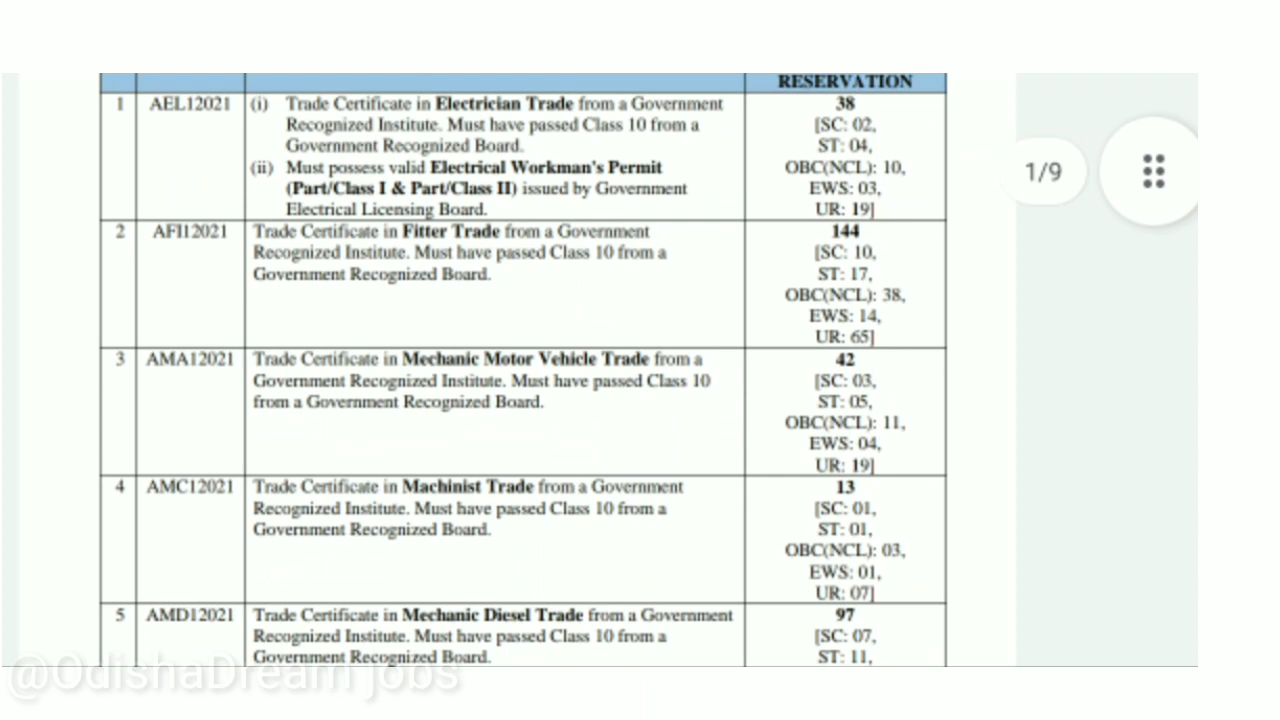 RESERVATION
1 AEL12021 (i) Trade Certificate in Electrician Trade from a Government 38
Recognized Institute. Must have passed Class 10 from a [SC: 02,
Government Recognized Board. ST: 04,
(ii) Must possess valid Electrical Workman's Permit OBC(NCL): 10,
(Part/Class I & Part/Class II) issued by Government EWS: 03,
Electrical Licensing Board. UR: 19]
2 AFI12021 Trade Certificate in Fitter Trade from a Government 144
Recognized Institute. Must have passed Class 10 from a [SC: 10,
Government Recognized Board. ST: 17,
OBC(NCL): 38,
EWS: 14,
UR: 65]
3 AMA12021 Trade Certificate in Mechanic Motor Vehicle Trade from a 42
Government Recognized Institute. Must have passed Class 10 [SC: 03,
from a Government Recognized Board. ST: 05,
OBC(NCL): 11,
EWS: 04,
UR: 19]
4 AMC12021 Trade Certificate in Machinist Trade from a Government 13
Recognized Institute. Must have passed Class 10 from a [SC: 01,
Government Recognized Board. ST: 01,
OBC(NCL): 03,
EWS: 01,
UR: 07]
5 AMD12021 Trade Certificate in Mechanic Diesel Trade from a Government 97
Recognized Institute. Must have passed Class 10 from a [SC: 07,
Government Recognized Board. ST: 11,
1/9
@OdishaDream jobs